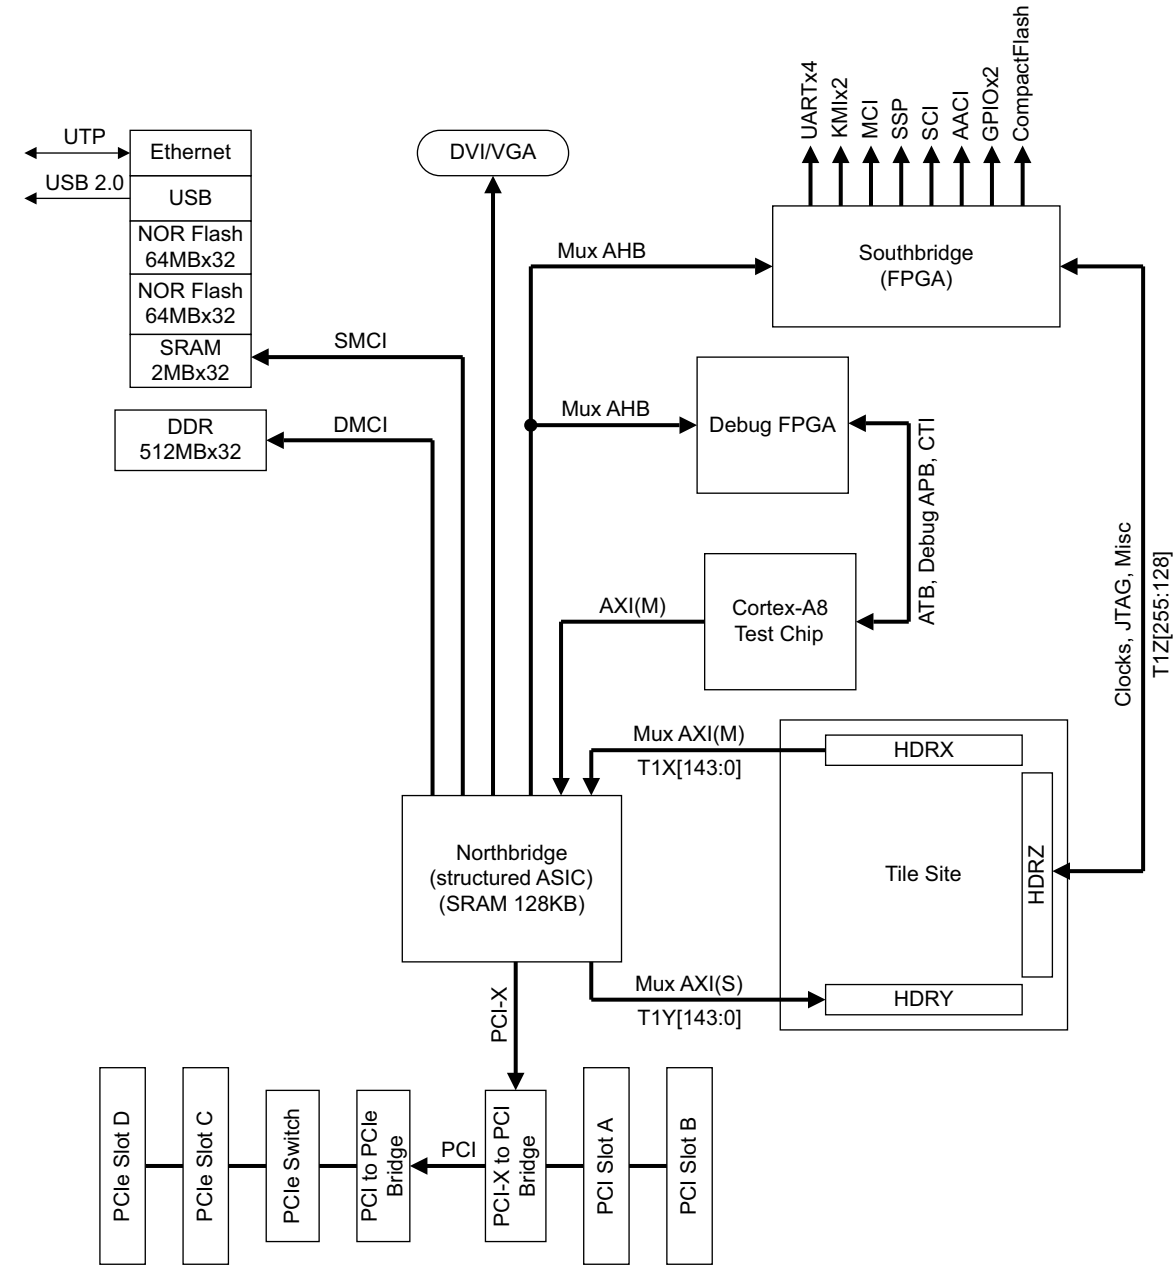 UARTx4
KMIx2
MCI
SSP
SCI
AACI
GPIOx2
CompactFlash
UTP
Ethernet
USB 2.0
USB
NOR Flash
64MBx32
NOR Flash
64MBx32
SRAM
2MBx32
DVI/VGA
Mux AHB
Southbridge
(FPGA)
SMCI
DMCI
DDR
512MBx32
Mux AHB
Debug FPGA
ATB, Debug APB, CTI
Clocks, JTAG, Misc
T1Z[255:128]
AXI(M)
Cortex-A8
Test Chip
Mux AXI(M)
T1X[143:0]
HDRX
Northbridge
(structured ASIC)
(SRAM 128KB)
Tile Site
HDRZ
Mux AXI(S)
T1Y[143:0]
HDRY
PCI-X
PCIe Slot D
PCIe Slot C
PCIe Switch
PCI to PCIe
Bridge
PCI
PCI-X to PCI
Bridge
PCI Slot A
PCI Slot B